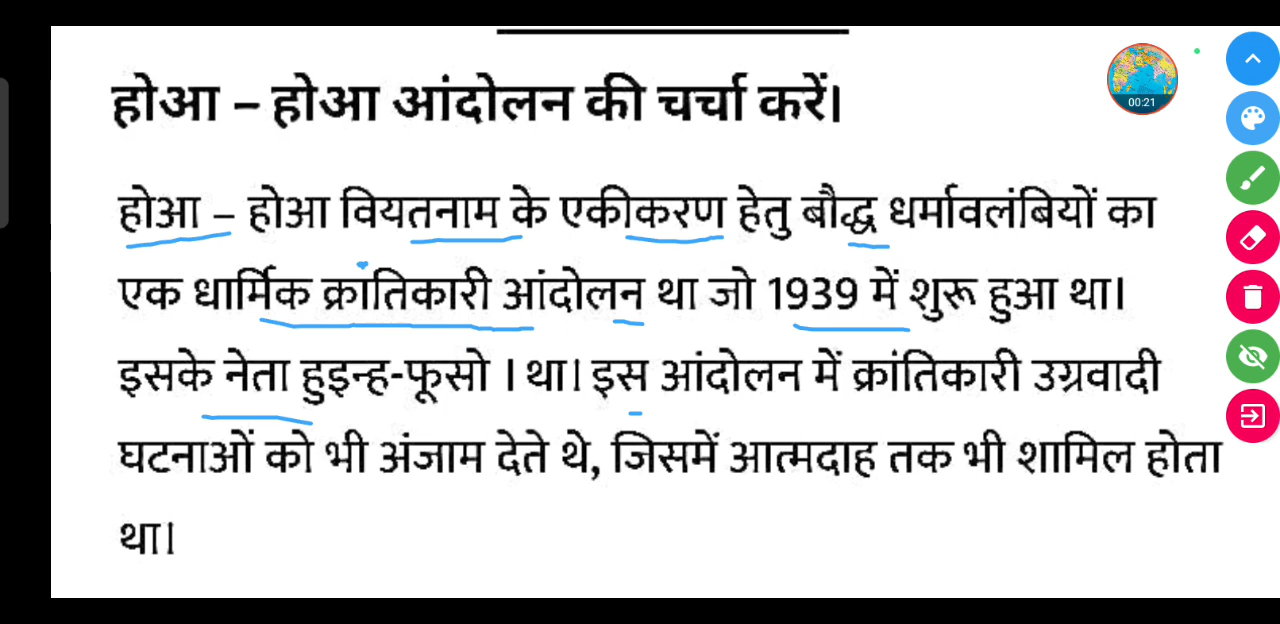 होआ – होआ आंदोलन की चर्चा करें।
00:21
होआ – होआ वियतनाम के एकीकरण हेतु बौद्ध धर्मावलंबियों का
एक धार्मिक क्रांतिकारी आंदोलन था जो 1939 में शुरू हुआ था।
इसके नेता हुइन्ह-फूसो । था। इस आंदोलन में क्रांतिकारी उग्रवादी
घटनाओं को भी अंजाम देते थे, जिसमें आत्मदाह तक भी शामिल होता
था।